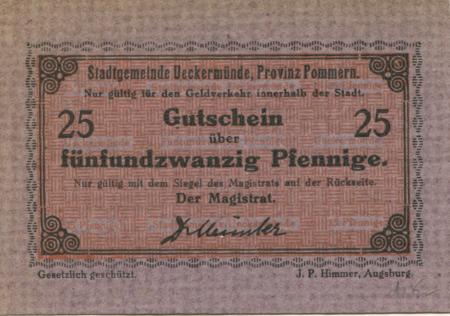 Stadtgemeinde Ueckermünde, Provinz Pommern.
Nur gültig für den Geldverkehr innerhalb der Stadt.
25 Gutschein 25
über
fünfundzwanzig Pfennige.
Nur gültig mit dem Siegel des Magistrats auf der Rückseite.
Der Magistrat.
Gesetzlich geschützt. J. P. Himmer, Augsburg.